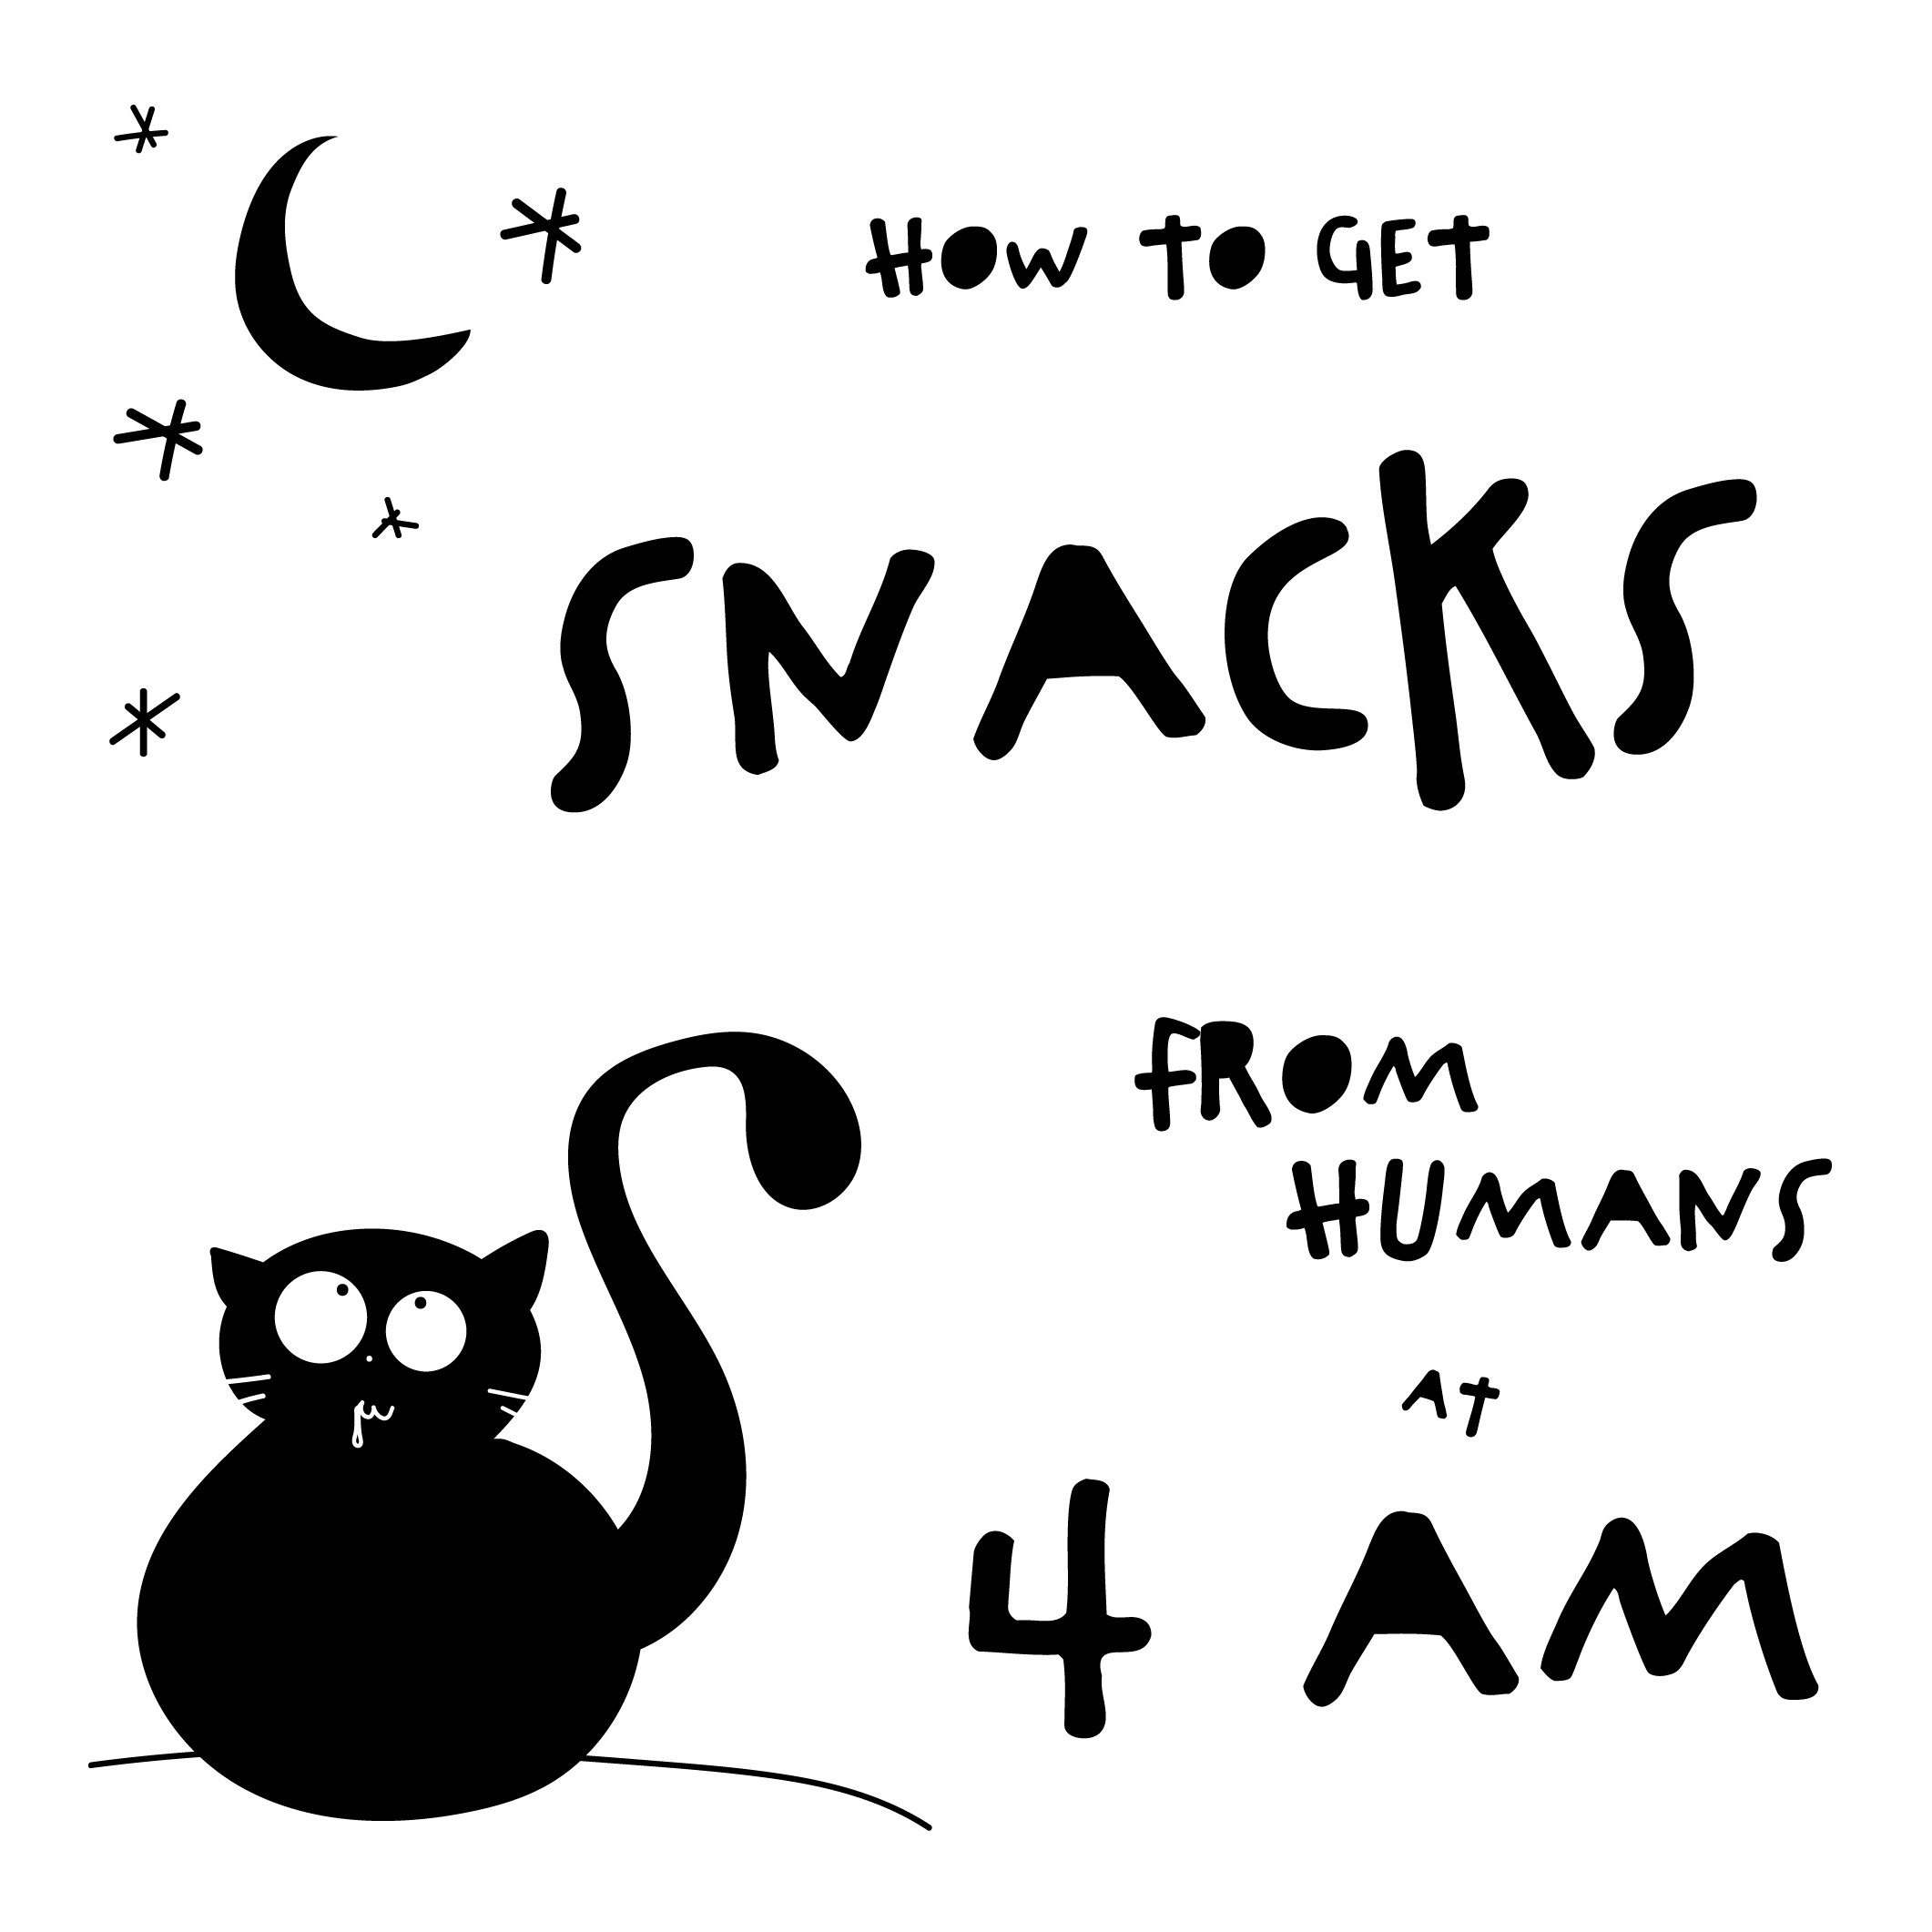 HOW TO GET
SNACKS
FROM
HUMANS
AT
4 AM